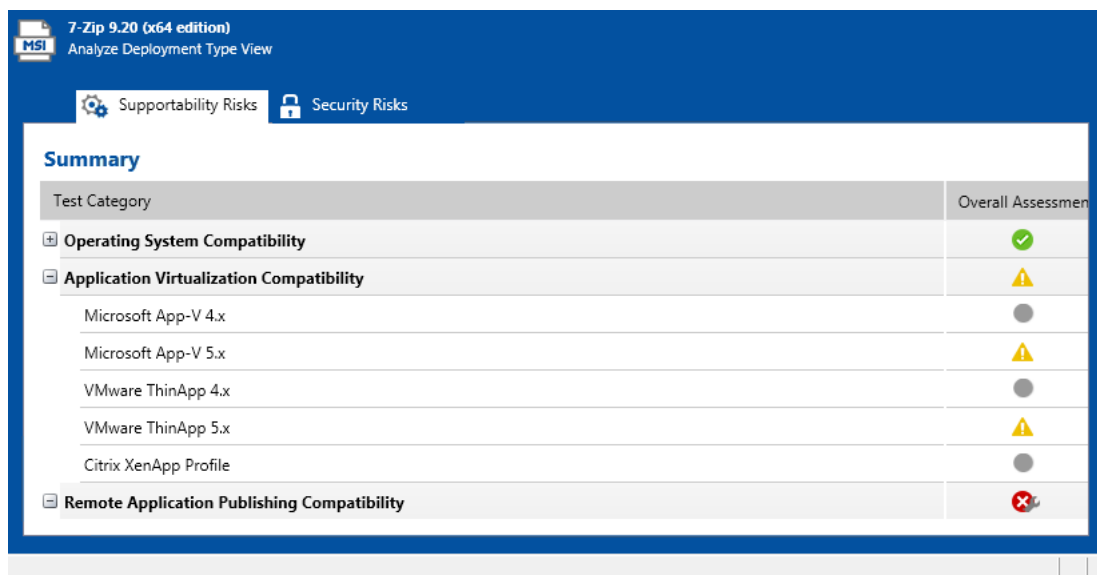 7-Zip 9.20 (x64 edition)
MSI
Analyze Deployment Type View
Supportability Risks
Security Risks
Summary
Test Category
Overall Assessmen
Operating System Compatibility
Application Virtualization Compatibility
Microsoft App-V 4.x
Microsoft App-V 5.x
VMware ThinApp 4.x
VMware ThinApp 5.x
Citrix XenApp Profile
Remote Application Publishing Compatibility